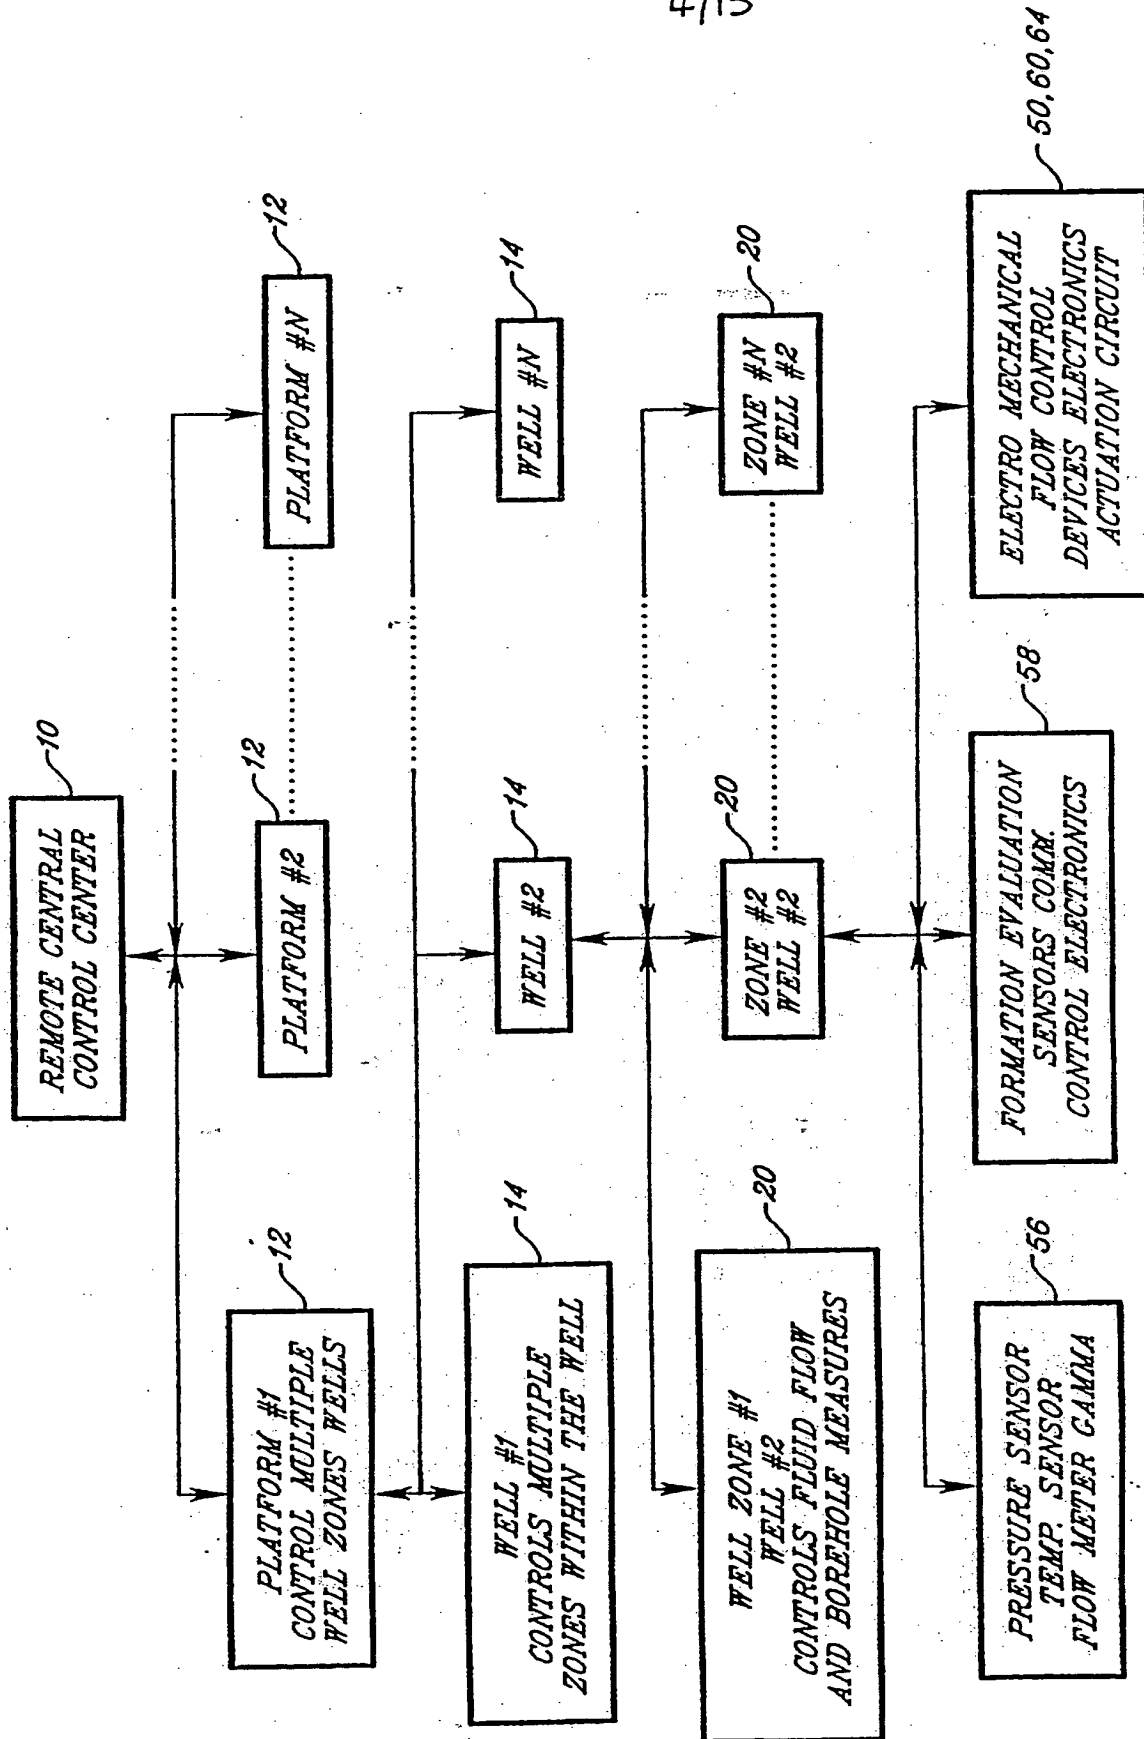 4/15
REMOTE CENTRAL
CONTROL CENTER
10
PLATFORM #1
CONTROL MULTIPLE
WELL ZONES WELLS
12
PLATFORM #2
12
PLATFORM #N
12
WELL #1
CONTROLS MULTIPLE
ZONES WITHIN THE WELL
14
WELL #2
14
WELL #N
14
WELL ZONE #1
WELL #2
CONTROLS FLUID FLOW
AND BOREHOLE MEASURES
20
ZONE #2
WELL #2
20
ZONE #N
WELL #2
20
PRESSURE SENSOR
TEMP. SENSOR
FLOW METER GAMMA
56
FORMATION EVALUATION
SENSORS COMM.
CONTROL ELECTRONICS
58
ELECTRO MECHANICAL
FLOW CONTROL
DEVICES ELECTRONICS
ACTUATION CIRCUIT
50,60,64